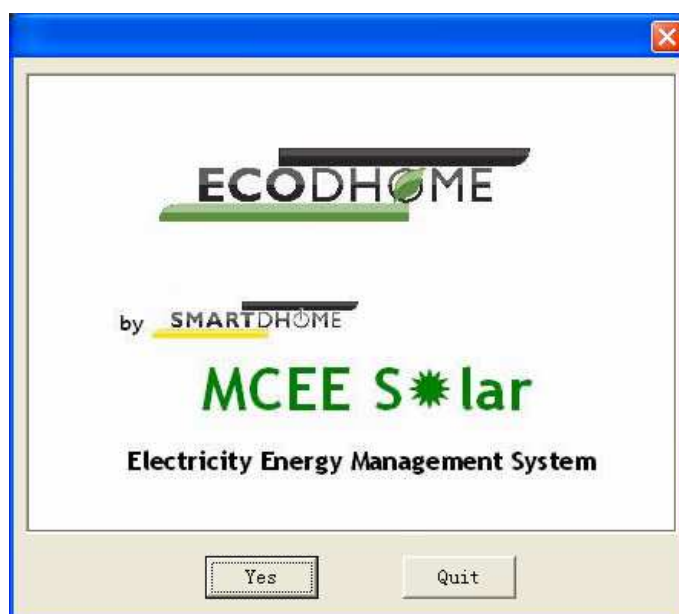 ECODHOME
by SMARTDHOME
MCEE Solar
Electricity Energy Management System
Yes
Quit